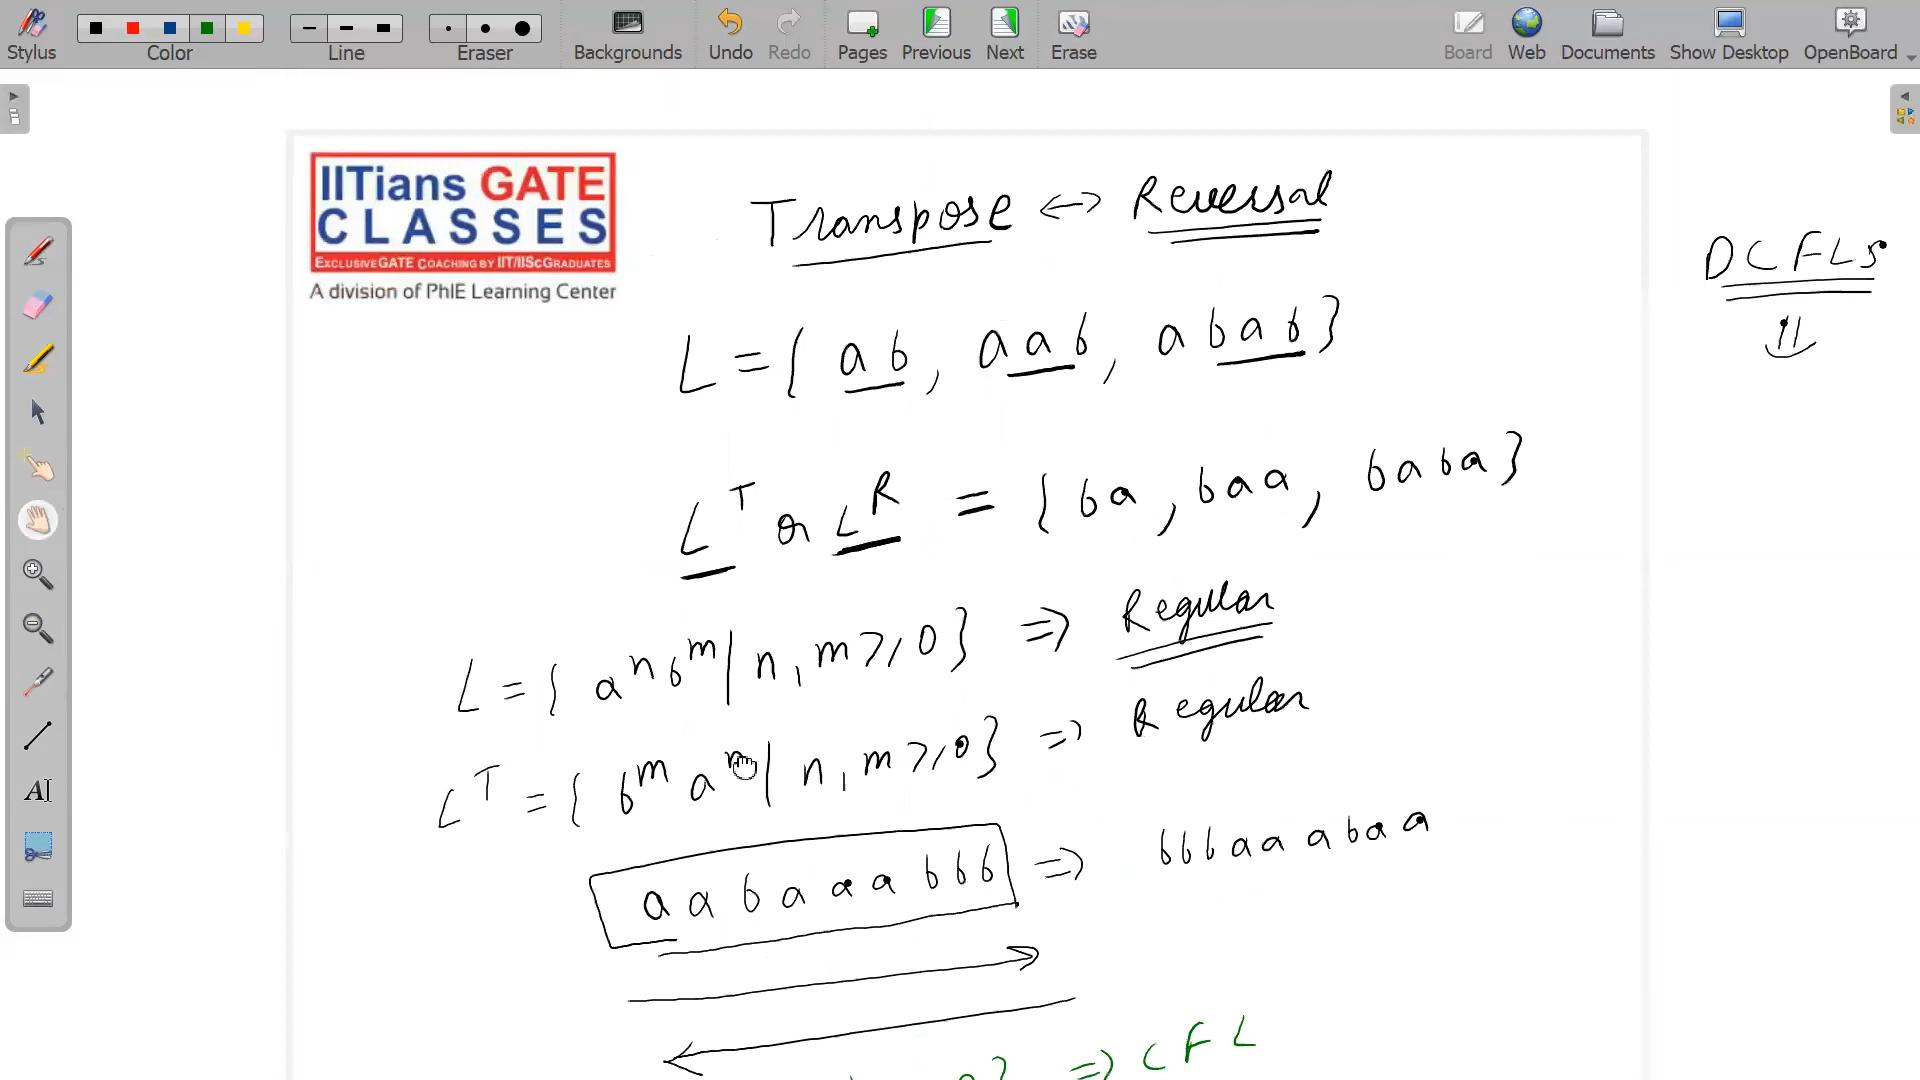 Stylus Color Line Eraser Backgrounds Undo Redo Pages Previous Next Erase Board Web Documents Show Desktop OpenBoard
IITians GATE
CLASSES
EXCLUSIVE GATE COACHING BY IIT/IISC GRADUATES
A division of PhIE Learning Center
Transpose ↔ Reversal
DCFLs
⇓
L = { ab, aab, abab }
L^T or L^R = { ba, baa, baba }
L = { a^n b^m | n, m ≥ 0 } ⇒ Regular
L^T = { b^m a^n | n, m ≥ 0 } ⇒ Regular
aabaaabbb ⇒ bbbaaabaa
⇒ CFL